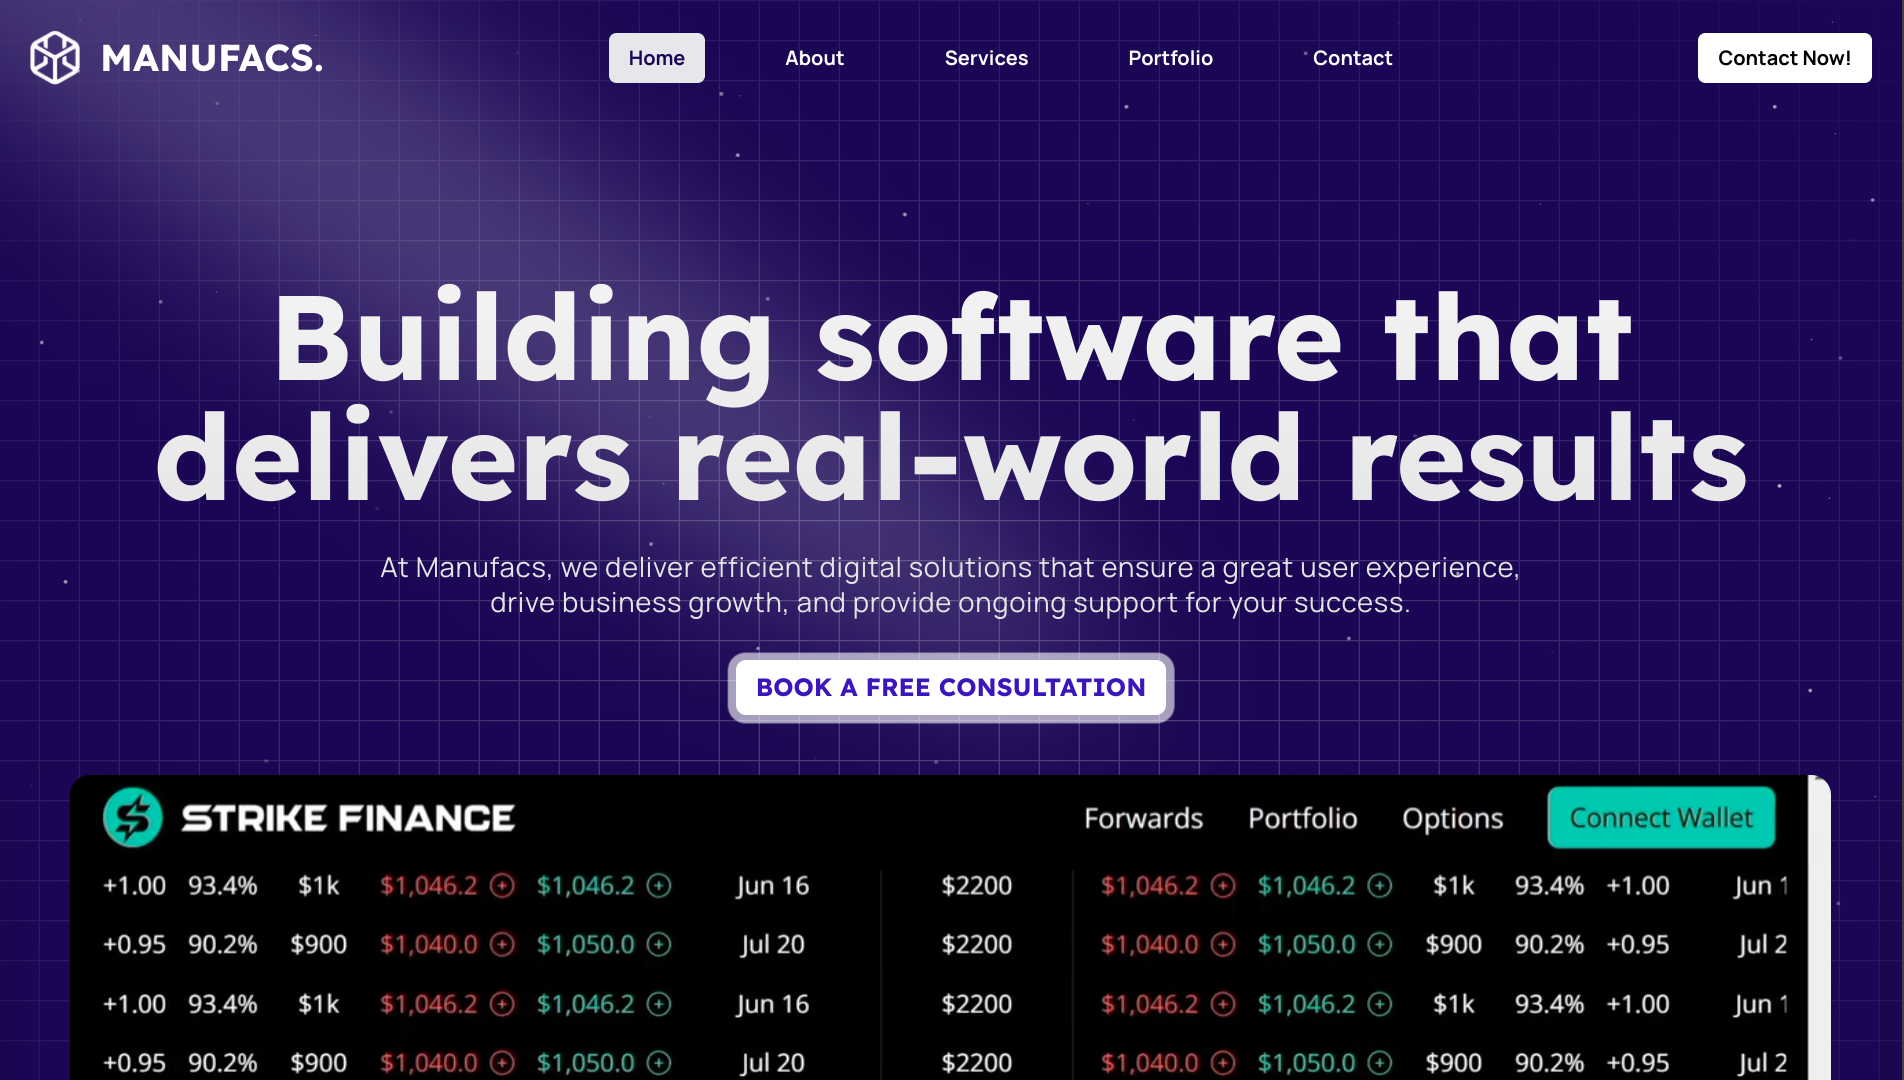 MANUFACS.
Home About Services Portfolio Contact
Contact Now!
Building software that
delivers real-world results
At Manufacs, we deliver efficient digital solutions that ensure a great user experience,
drive business growth, and provide ongoing support for your success.
BOOK A FREE CONSULTATION
STRIKE FINANCE
Forwards Portfolio Options Connect Wallet
+1.00 93.4% $1k $1,046.2 $1,046.2 Jun 16 $2200 $1,046.2 $1,046.2 $1k 93.4% +1.00 Jun 1
+0.95 90.2% $900 $1,040.0 $1,050.0 Jul 20 $2200 $1,040.0 $1,050.0 $900 90.2% +0.95 Jul 2
+1.00 93.4% $1k $1,046.2 $1,046.2 Jun 16 $2200 $1,046.2 $1,046.2 $1k 93.4% +1.00 Jun 1
+0.95 90.2% $900 $1,040.0 $1,050.0 Jul 20 $2200 $1,040.0 $1,050.0 $900 90.2% +0.95 Jul 2